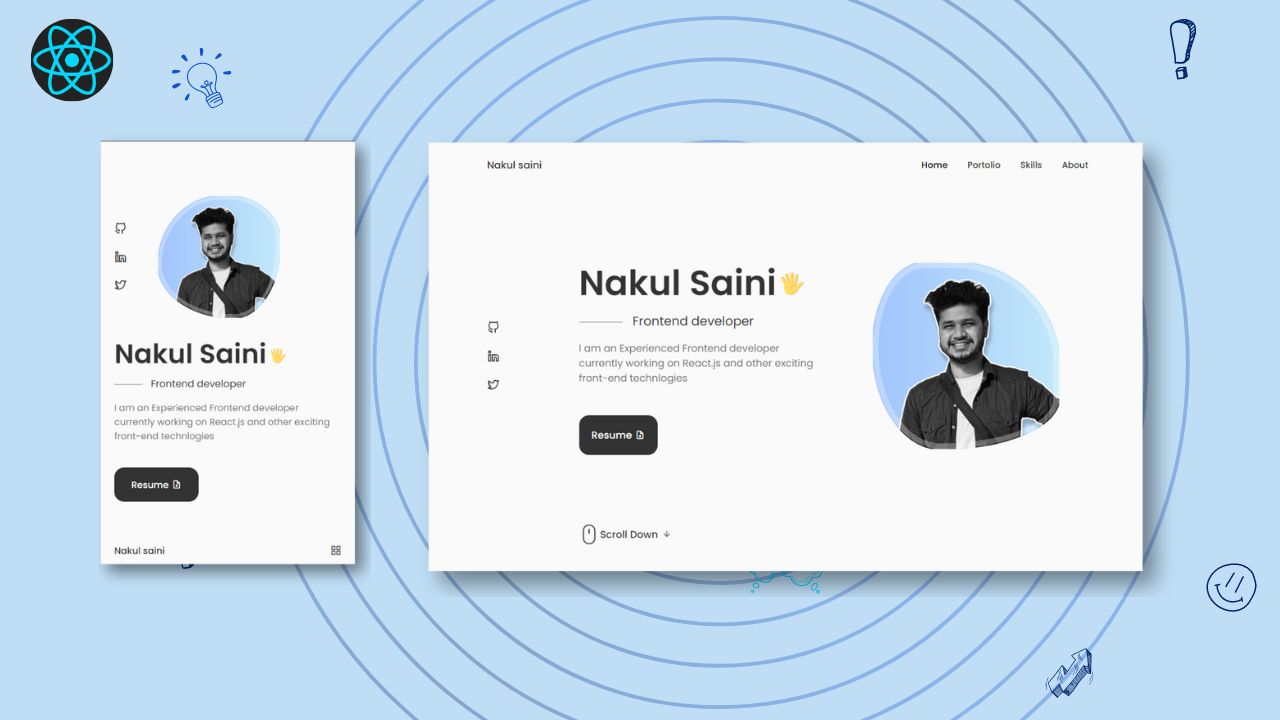 Nakul Saini
Frontend developer
I am an Experienced Frontend developer
currently working on React.js and other exciting
front-end technlogies
Resume
Nakul saini
Nakul saini
Home
Portolio
Skills
About
Nakul Saini
Frontend developer
I am an Experienced Frontend developer
currently working on React.js and other exciting
front-end technlogies
Resume
Scroll Down